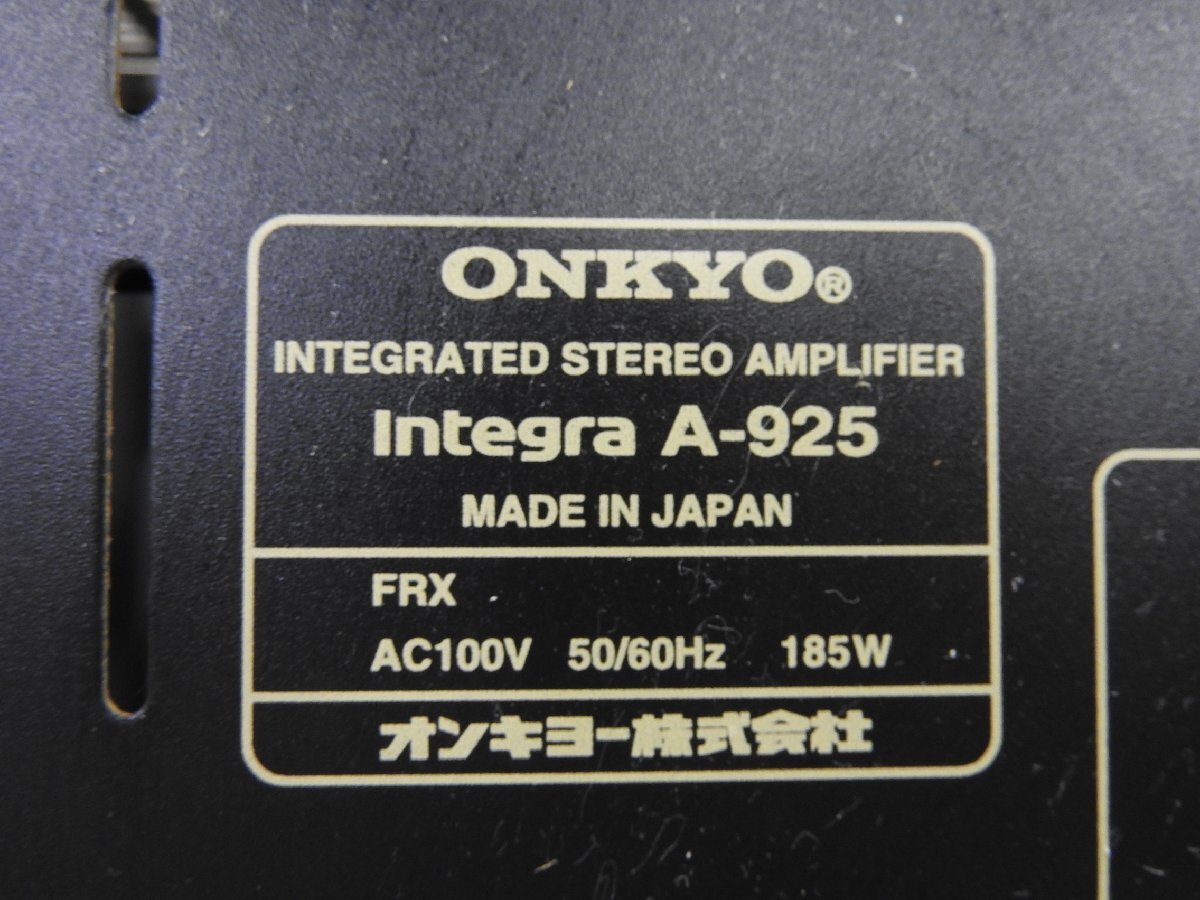 ONKYO®
INTEGRATED STEREO AMPLIFIER
Integra A-925
MADE IN JAPAN
FRX
AC100V 50/60Hz 185W
オンキヨー株式会社